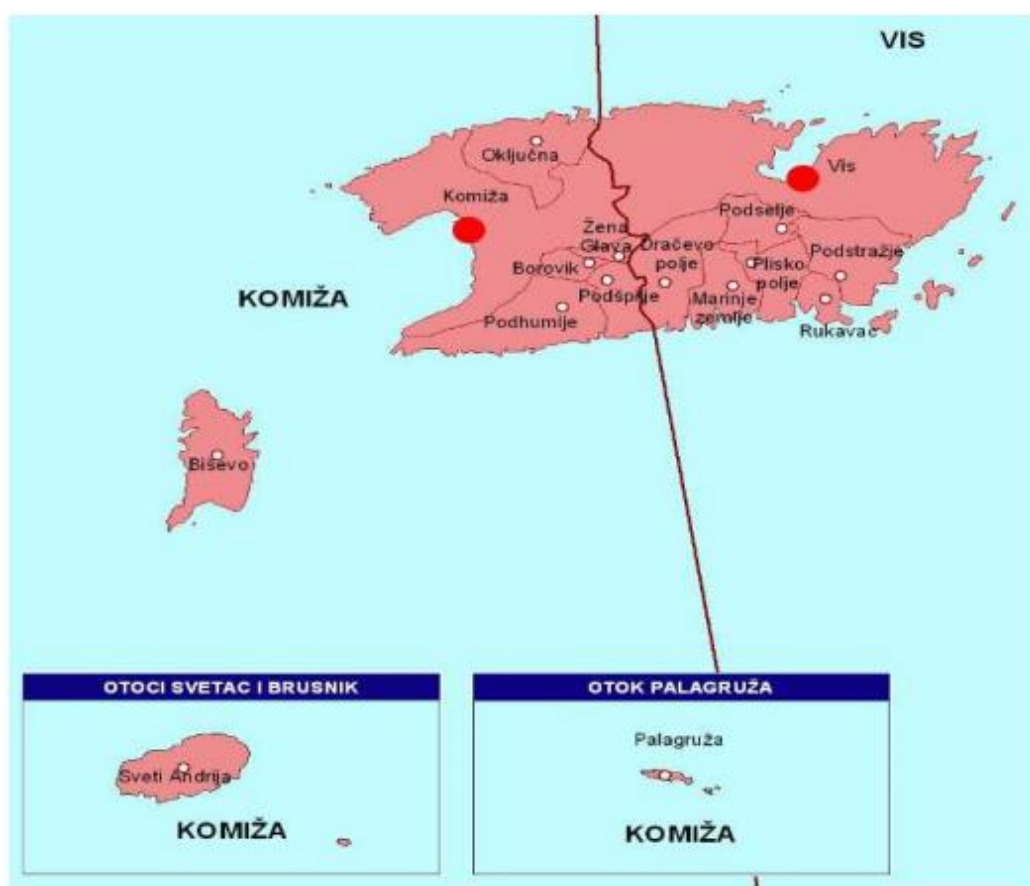 VIS
Oključna
Vis
Komiža
Podselje
Žena
Glava
Dračevo
polje
Podstražje
Borovik
Plisko
polje
KOMIŽA
Podšpilje
Marinje
zemlje
Podhumlje
Rukavac
Biševo
OTOCI SVETAC I BRUSNIK
OTOK PALAGRUŽA
Palagruža
Sveti Andrija
KOMIŽA
KOMIŽA